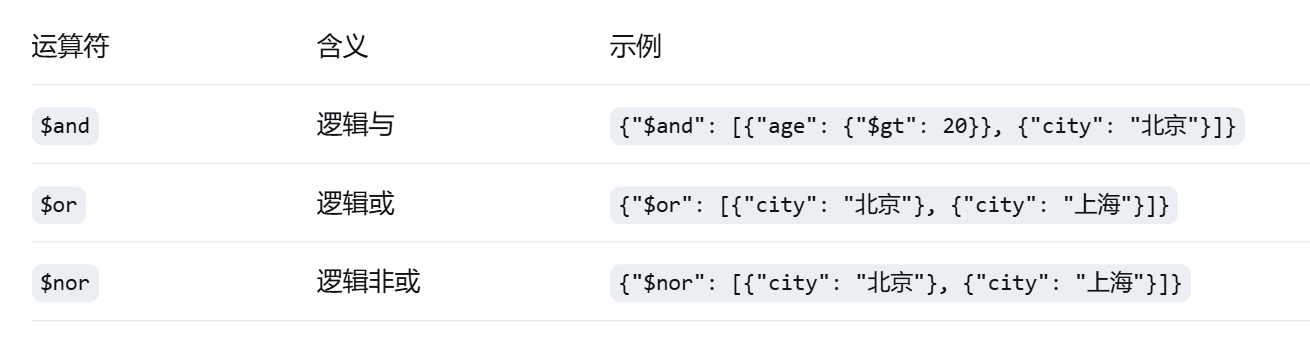 运算符 含义 示例
$and 逻辑与 {"$and": [{"age": {"$gt": 20}}, {"city": "北京"}]}
$or 逻辑或 {"$or": [{"city": "北京"}, {"city": "上海"}]}
$nor 逻辑非或 {"$nor": [{"city": "北京"}, {"city": "上海"}]}